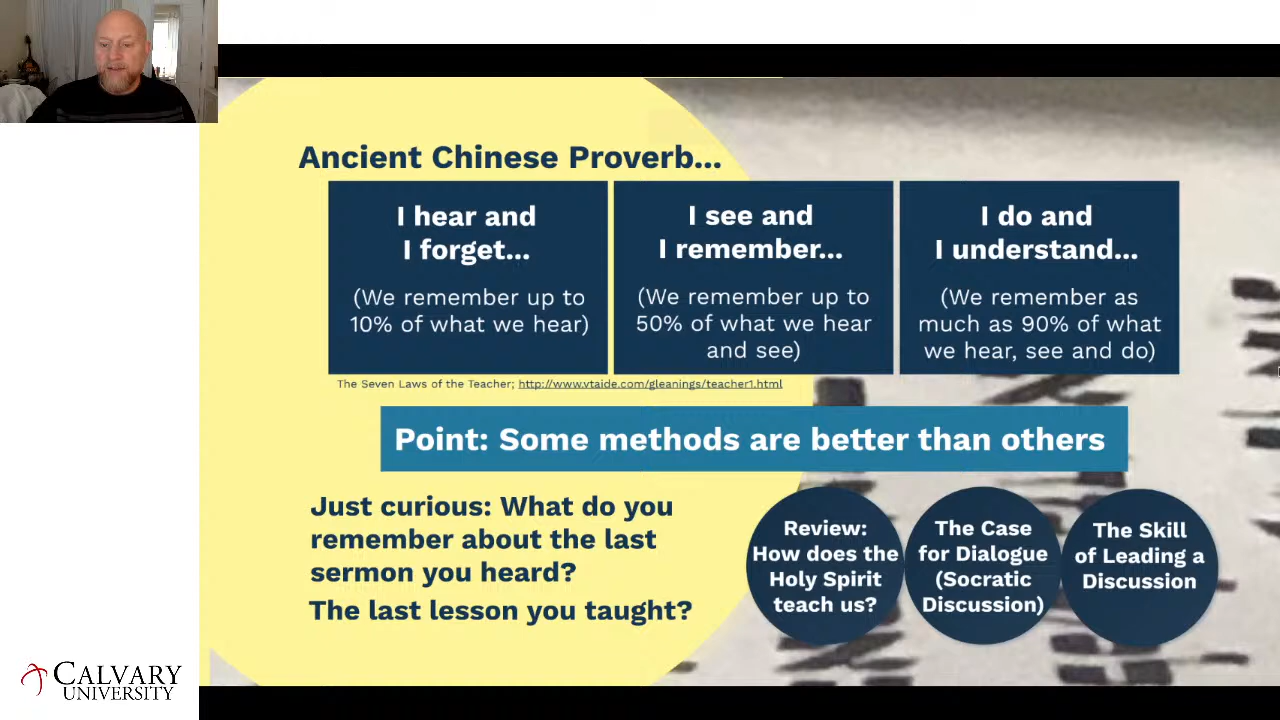 Ancient Chinese Proverb...
I hear and
I forget...
(We remember up to
10% of what we hear)
I see and
I remember...
(We remember up to
50% of what we hear
and see)
I do and
I understand...
(We remember as
much as 90% of what
we hear, see and do)
The Seven Laws of the Teacher; http://www.vtaide.com/gleanings/teacher1.html
Point: Some methods are better than others
Just curious: What do you
remember about the last
sermon you heard?
The last lesson you taught?
Review:
How does the
Holy Spirit
teach us?
The Case
for Dialogue
(Socratic
Discussion)
The Skill
of Leading a
Discussion
CALVARY
UNIVERSITY